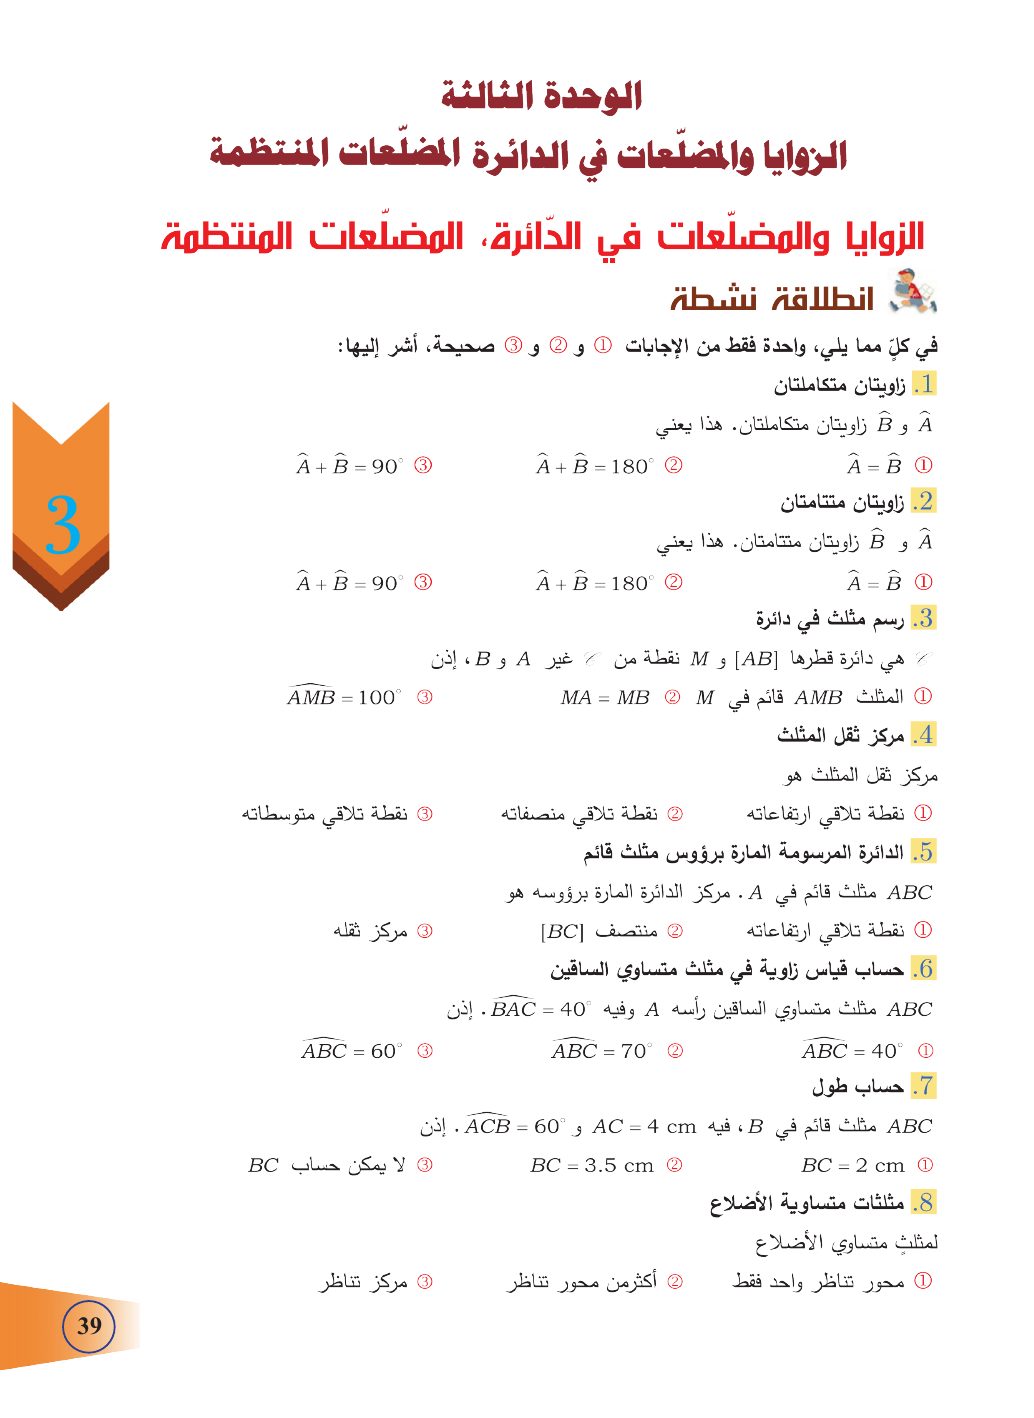 الوحدة الثالثة
الزوايا والمضلّعات في الدائرة المضلّعات المنتظمة
الزوايا والمضلّعات في الدّائرة، المضلّعات المنتظمة
انطلاقة نشطة
في كلٍّ مما يلي، واحدة فقط من الإجابات ① و ② و ③ صحيحة، أشر إليها:
1. زاويتان متكاملتان
Â و B̂ زاويتان متكاملتان. هذا يعني
① Â = B̂ ② Â + B̂ = 180° ③ Â + B̂ = 90°
2. زاويتان متتامتان
Â و B̂ زاويتان متتامتان. هذا يعني
① Â = B̂ ② Â + B̂ = 180° ③ Â + B̂ = 90°
3. رسم مثلث في دائرة
𝒞 هي دائرة قطرها [AB] و M نقطة من 𝒞 غير A و B، إذن
① المثلث AMB قائم في M ② MA = MB ③ \widehat{AMB} = 100°
4. مركز ثقل المثلث
مركز ثقل المثلث هو
① نقطة تلاقي ارتفاعاته ② نقطة تلاقي منصفاته ③ نقطة تلاقي متوسطاته
5. الدائرة المرسومة المارة برؤوس مثلث قائم
ABC مثلث قائم في A. مركز الدائرة المارة برؤوسه هو
① نقطة تلاقي ارتفاعاته ② منتصف [BC] ③ مركز ثقله
6. حساب قياس زاوية في مثلث متساوي الساقين
ABC مثلث متساوي الساقين رأسه A وفيه \widehat{BAC} = 40°. إذن
① \widehat{ABC} = 40° ② \widehat{ABC} = 70° ③ \widehat{ABC} = 60°
7. حساب طول
ABC مثلث قائم في B، فيه AC = 4 cm و \widehat{ACB} = 60°. إذن
① BC = 2 cm ② BC = 3.5 cm ③ لا يمكن حساب BC
8. مثلثات متساوية الأضلاع
لمثلثٍ متساوي الأضلاع
① محور تناظر واحد فقط ② أكثرمن محور تناظر ③ مركز تناظر
3
39